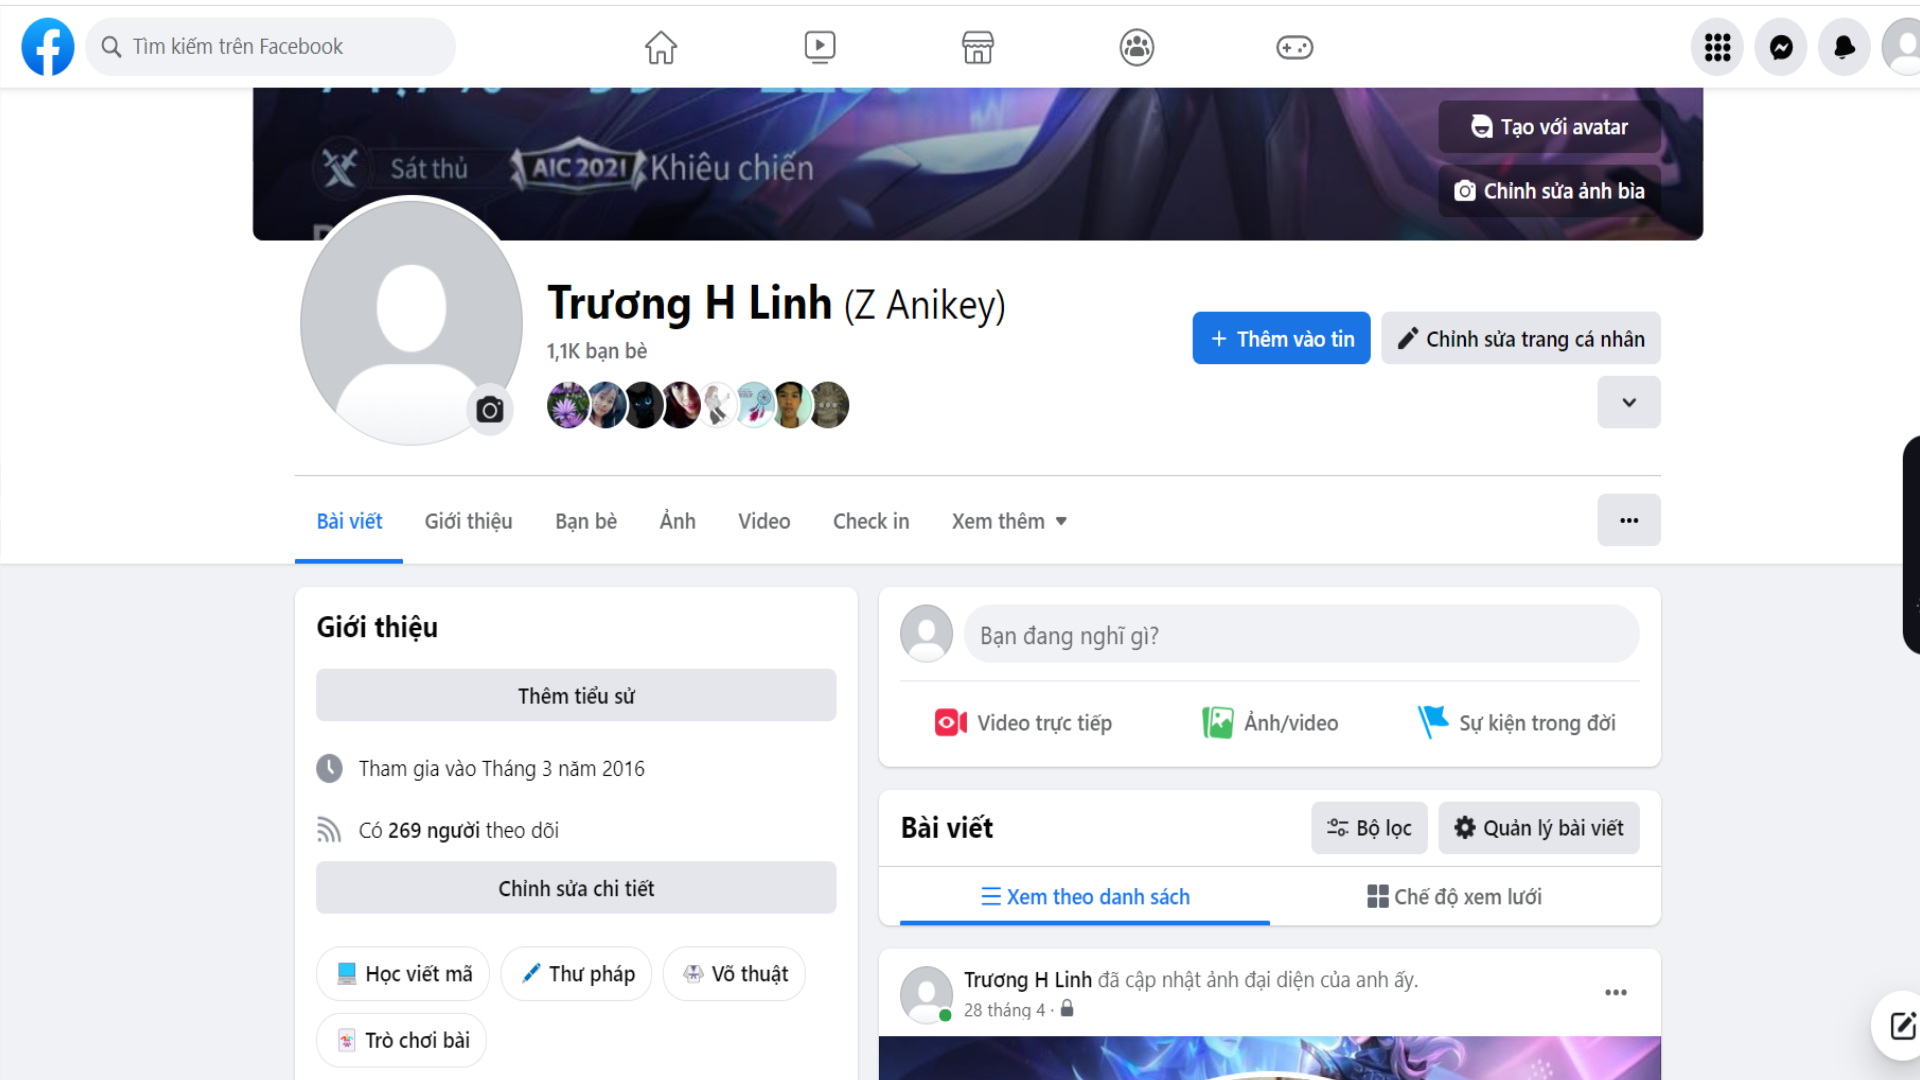 Tìm kiếm trên Facebook
Tạo với avatar
Sát thủ
AIC 2021
Khiêu chiến
Chỉnh sửa ảnh bìa
Trương H Linh (Z Anikey)
1,1K bạn bè
Thêm vào tin
Chỉnh sửa trang cá nhân
Bài viết
Giới thiệu
Bạn bè
Ảnh
Video
Check in
Xem thêm
Giới thiệu
Thêm tiểu sử
Tham gia vào Tháng 3 năm 2016
Có 269 người theo dõi
Chỉnh sửa chi tiết
Học viết mã
Thư pháp
Võ thuật
Trò chơi bài
Bạn đang nghĩ gì?
Video trực tiếp
Ảnh/video
Sự kiện trong đời
Bài viết
Bộ lọc
Quản lý bài viết
Xem theo danh sách
Chế độ xem lưới
Trương H Linh đã cập nhật ảnh đại diện của anh ấy.
28 tháng 4 ·